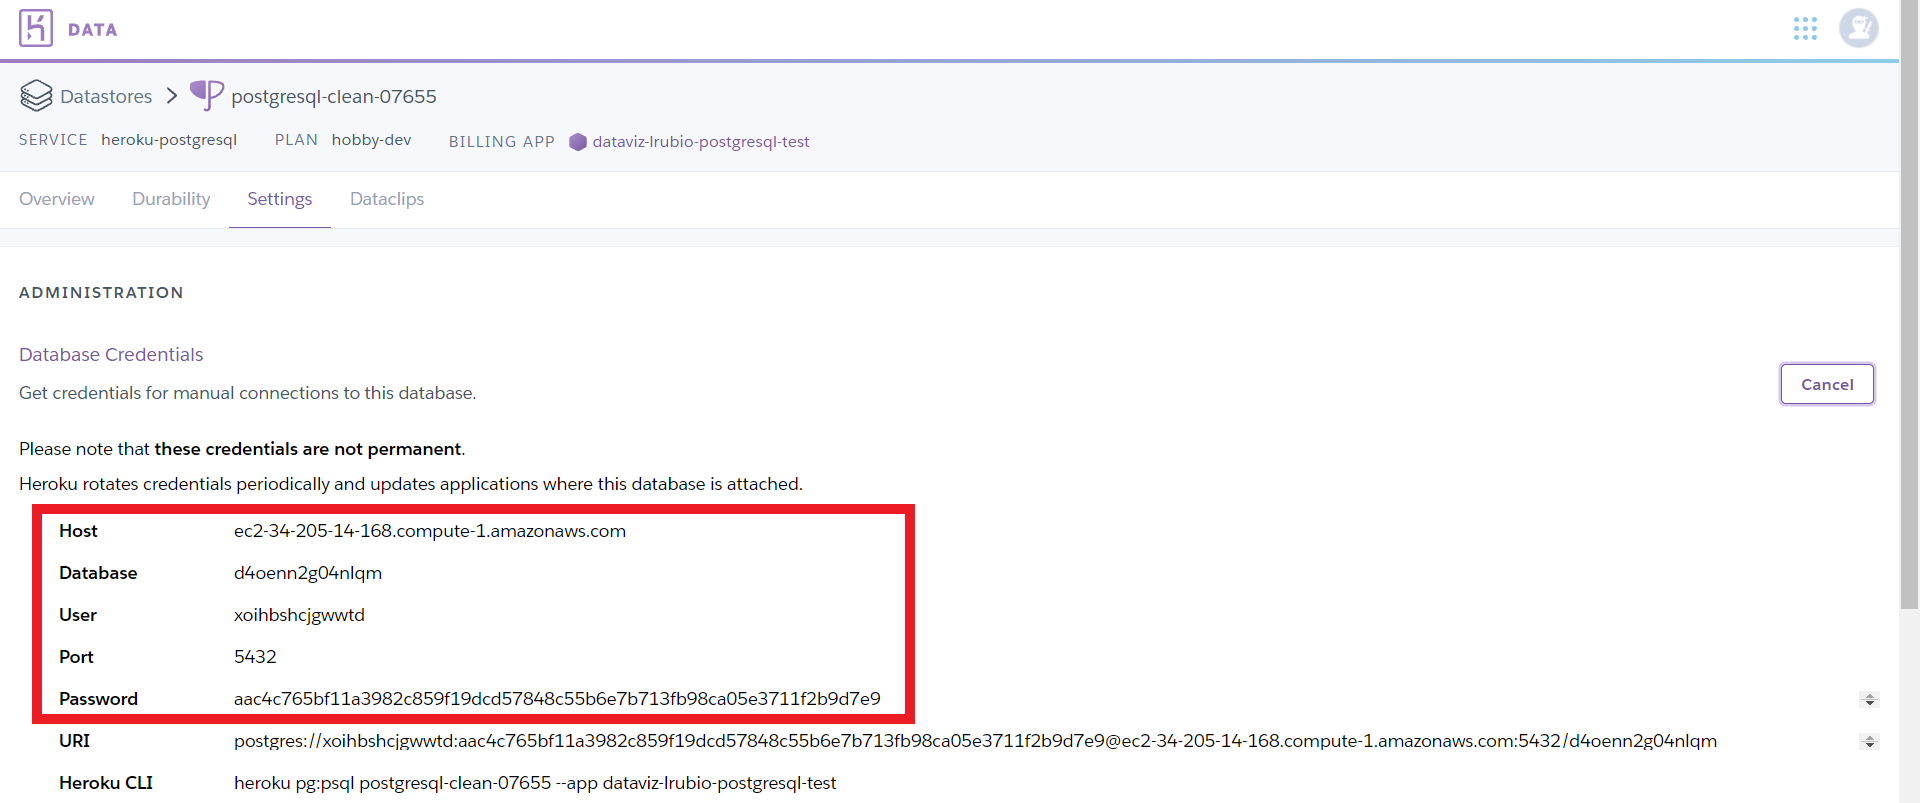 DATA
Datastores > postgresql-clean-07655
SERVICE heroku-postgresql PLAN hobby-dev BILLING APP dataviz-lrubio-postgresql-test
Overview Durability Settings Dataclips
ADMINISTRATION
Database Credentials
Get credentials for manual connections to this database.
Cancel
Please note that these credentials are not permanent.
Heroku rotates credentials periodically and updates applications where this database is attached.
Host ec2-34-205-14-168.compute-1.amazonaws.com
Database d4oenn2g04nlqm
User xoihbshcjgwwtd
Port 5432
Password aac4c765bf11a3982c859f19dcd57848c55b6e7b713fb98ca05e3711f2b9d7e9
URI postgres://xoihbshcjgwwtd:aac4c765bf11a3982c859f19dcd57848c55b6e7b713fb98ca05e3711f2b9d7e9@ec2-34-205-14-168.compute-1.amazonaws.com:5432/d4oenn2g04nlqm
Heroku CLI heroku pg:psql postgresql-clean-07655 --app dataviz-lrubio-postgresql-test